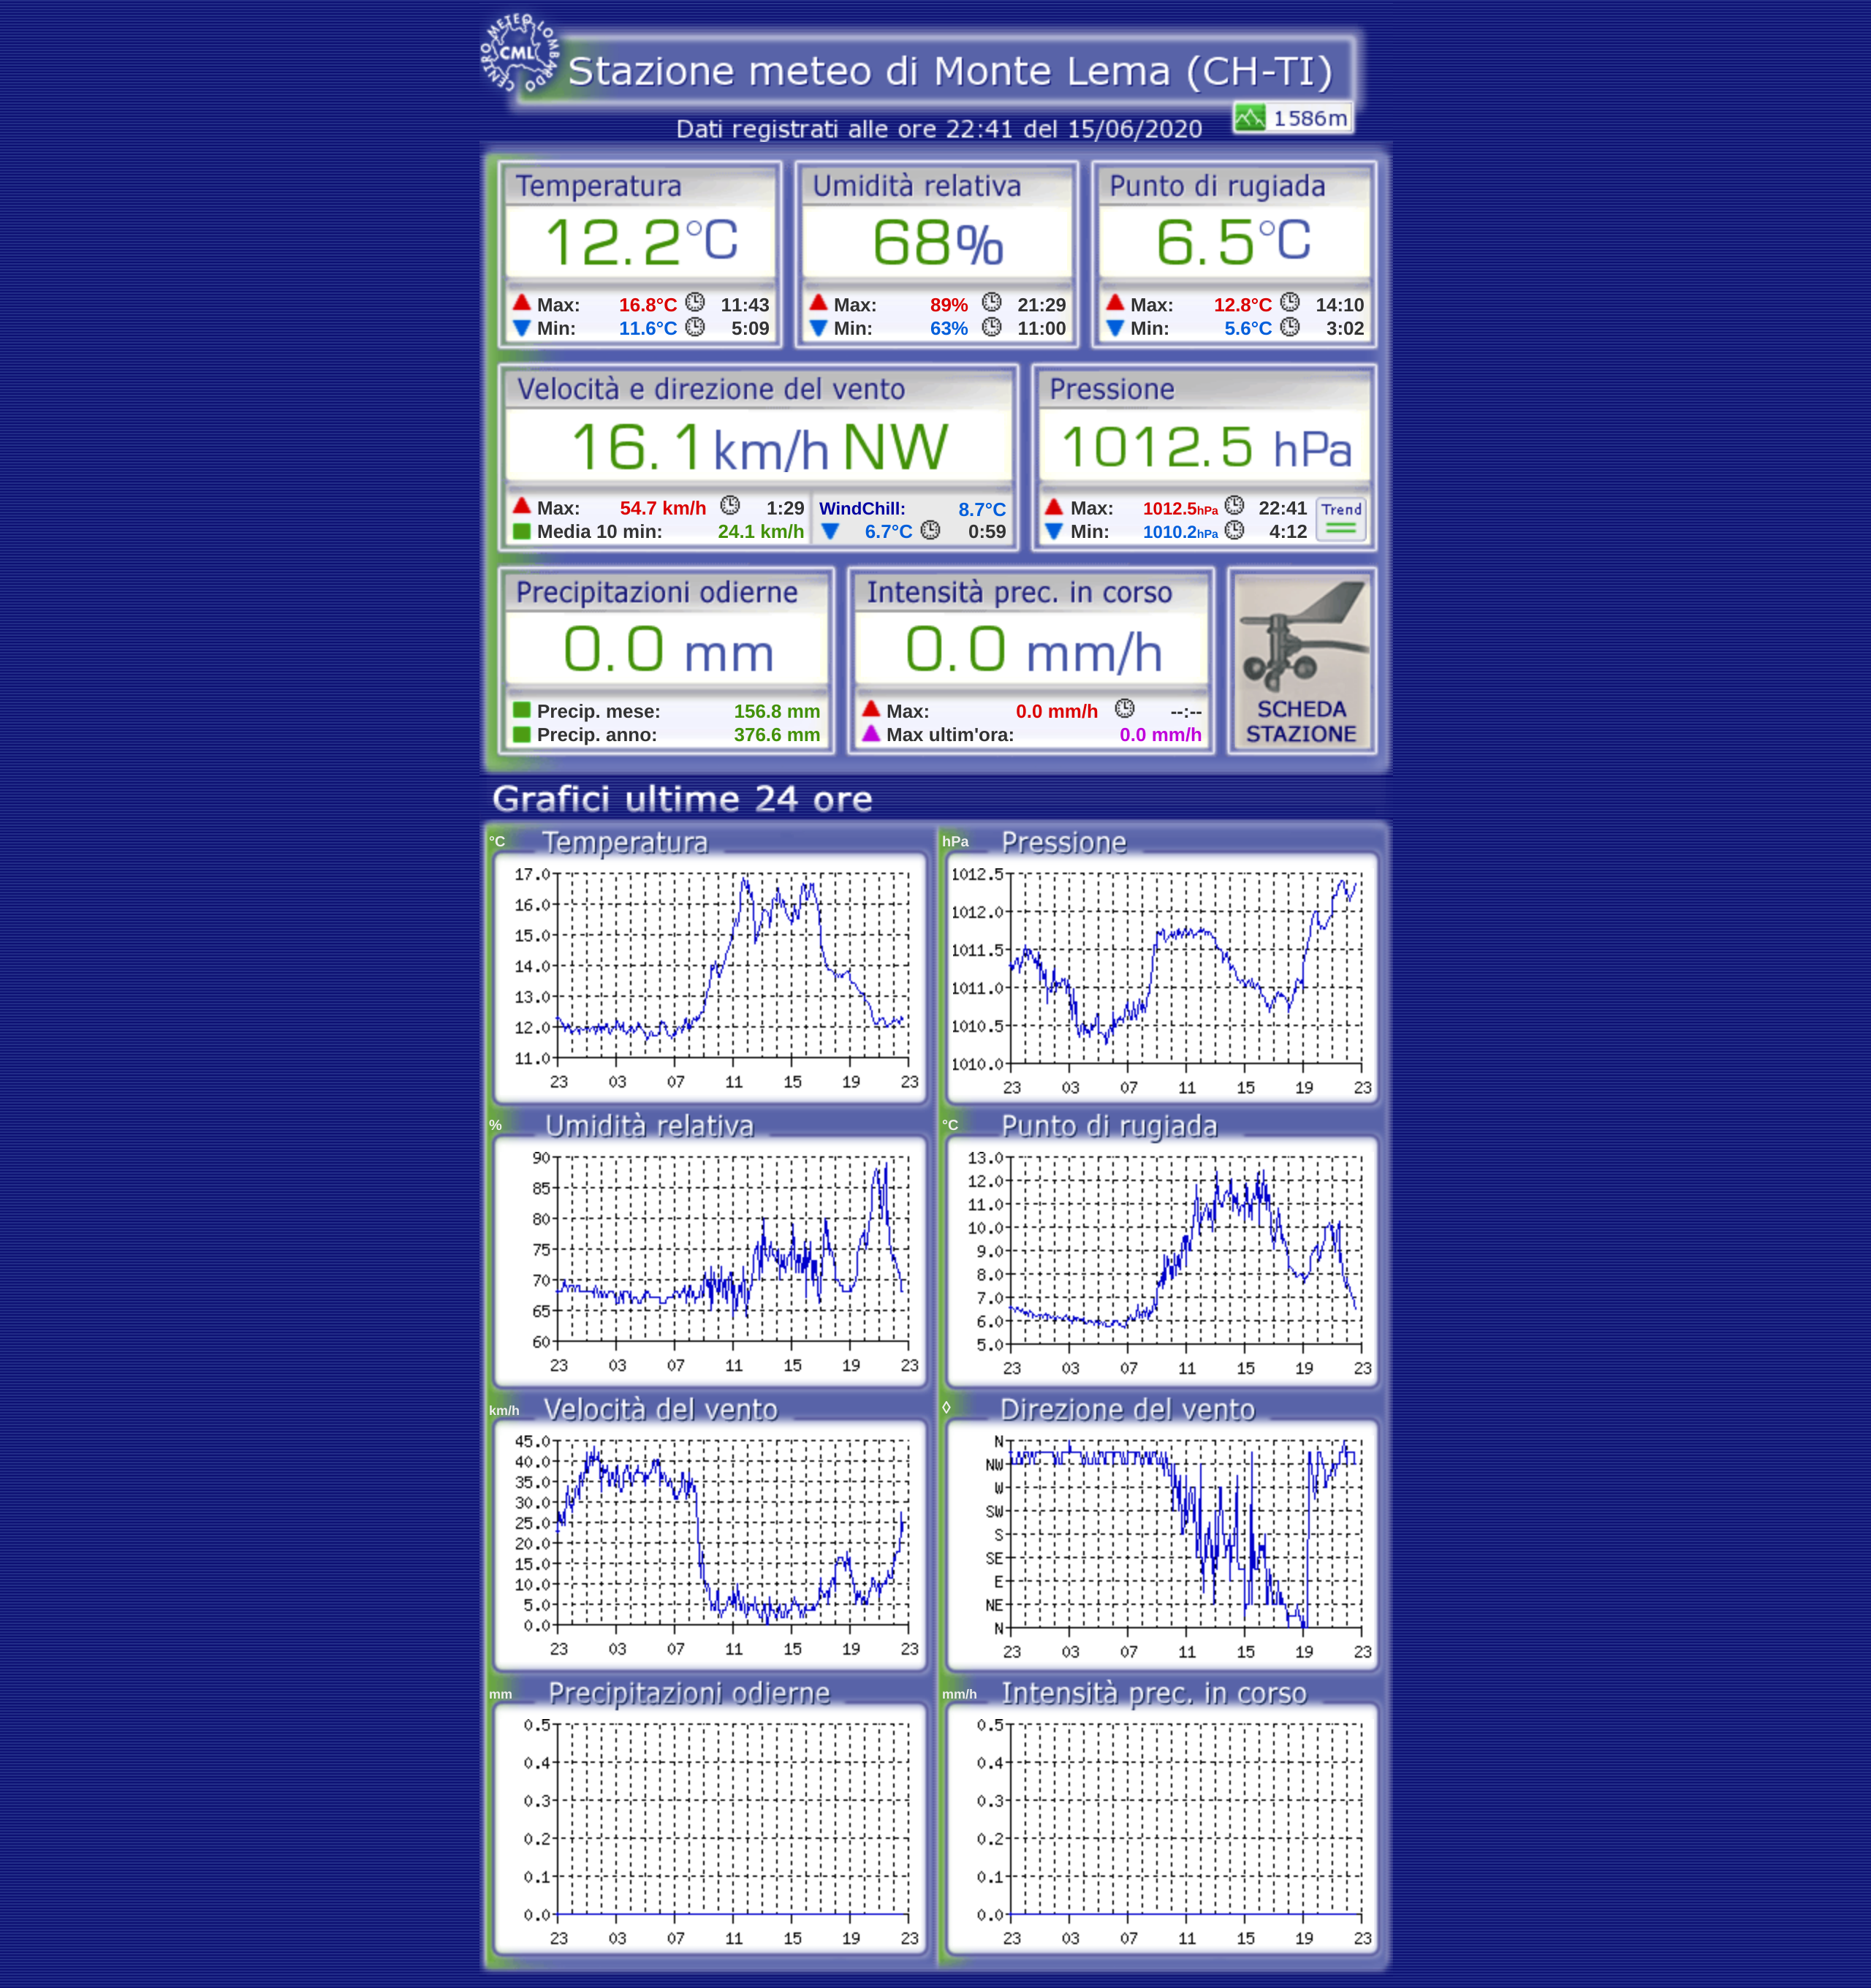 CENTRO METEO LOMBARDO
CML
Stazione meteo di Monte Lema (CH-TI)
1586m
Dati registrati alle ore 22:41 del 15/06/2020
Temperatura
12.2°C
Max: 16.8°C 11:43
Min: 11.6°C 5:09
Umidità relativa
68%
Max: 89% 21:29
Min: 63% 11:00
Punto di rugiada
6.5°C
Max: 12.8°C 14:10
Min: 5.6°C 3:02
Velocità e direzione del vento
16.1 km/h NW
Max: 54.7 km/h 1:29
Media 10 min: 24.1 km/h
WindChill: 8.7°C
6.7°C 0:59
Pressione
1012.5 hPa
Max: 1012.5hPa 22:41
Min: 1010.2hPa 4:12
Trend
Precipitazioni odierne
0.0 mm
Precip. mese: 156.8 mm
Precip. anno: 376.6 mm
Intensità prec. in corso
0.0 mm/h
Max: 0.0 mm/h --:--
Max ultim'ora: 0.0 mm/h
SCHEDA
STAZIONE
Grafici ultime 24 ore
°C Temperatura
17.0
16.0
15.0
14.0
13.0
12.0
11.0
23 03 07 11 15 19 23
hPa Pressione
1012.5
1012.0
1011.5
1011.0
1010.5
1010.0
23 03 07 11 15 19 23
% Umidità relativa
90
85
80
75
70
65
60
23 03 07 11 15 19 23
°C Punto di rugiada
13.0
12.0
11.0
10.0
9.0
8.0
7.0
6.0
5.0
23 03 07 11 15 19 23
km/h Velocità del vento
45.0
40.0
35.0
30.0
25.0
20.0
15.0
10.0
5.0
0.0
23 03 07 11 15 19 23
◊ Direzione del vento
N
NW
W
SW
S
SE
E
NE
N
23 03 07 11 15 19 23
mm Precipitazioni odierne
0.5
0.4
0.3
0.2
0.1
0.0
23 03 07 11 15 19 23
mm/h Intensità prec. in corso
0.5
0.4
0.3
0.2
0.1
0.0
23 03 07 11 15 19 23